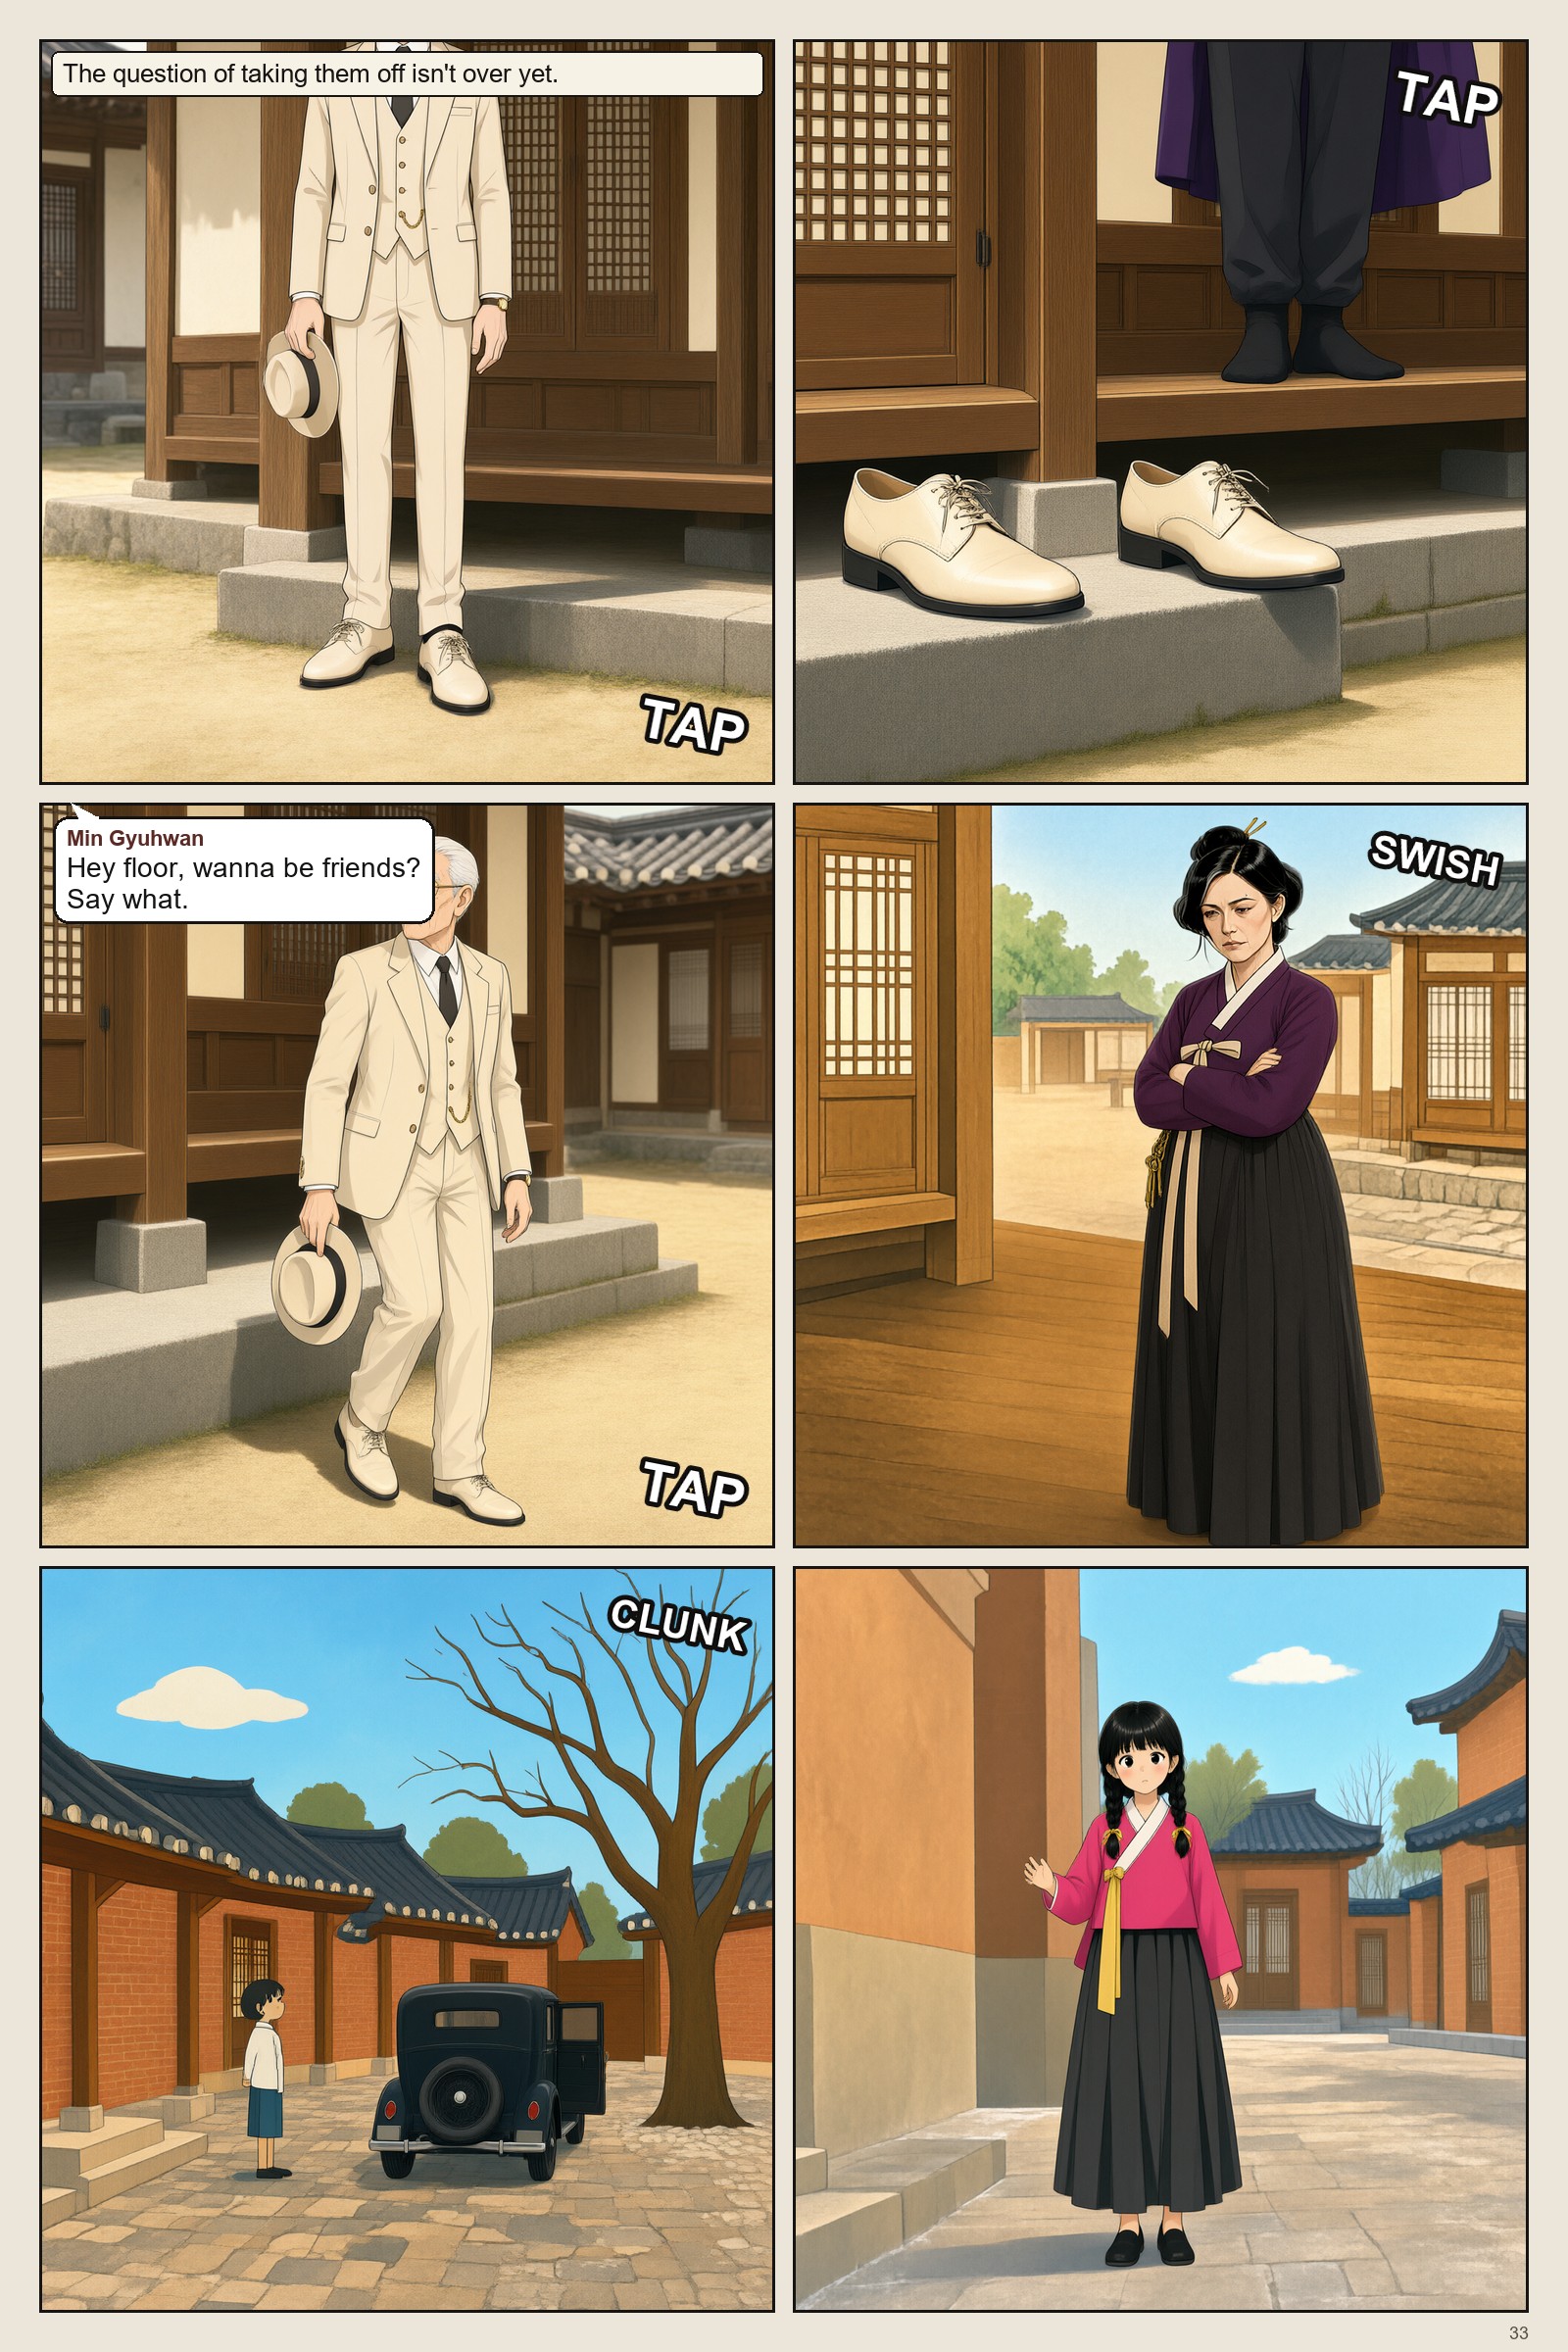 The question of taking them off isn't over yet.
TAP
TAP
Min Gyuhwan
Hey floor, wanna be friends?
Say what.
TAP
SWISH
CLUNK
33